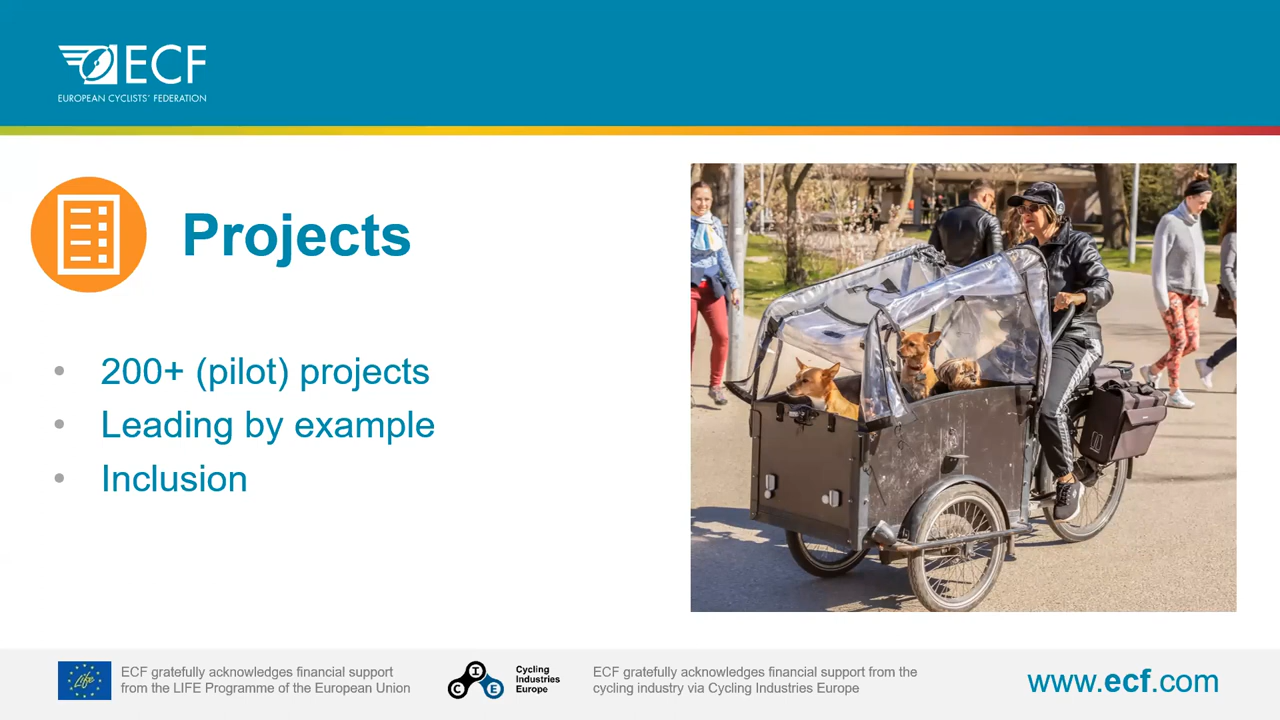 ECF
EUROPEAN CYCLISTS' FEDERATION
Projects
• 200+ (pilot) projects
• Leading by example
• Inclusion
ECF gratefully acknowledges financial support
from the LIFE Programme of the European Union
Life
C I E
Cycling
Industries
Europe
ECF gratefully acknowledges financial support from the
cycling industry via Cycling Industries Europe
www.ecf.com